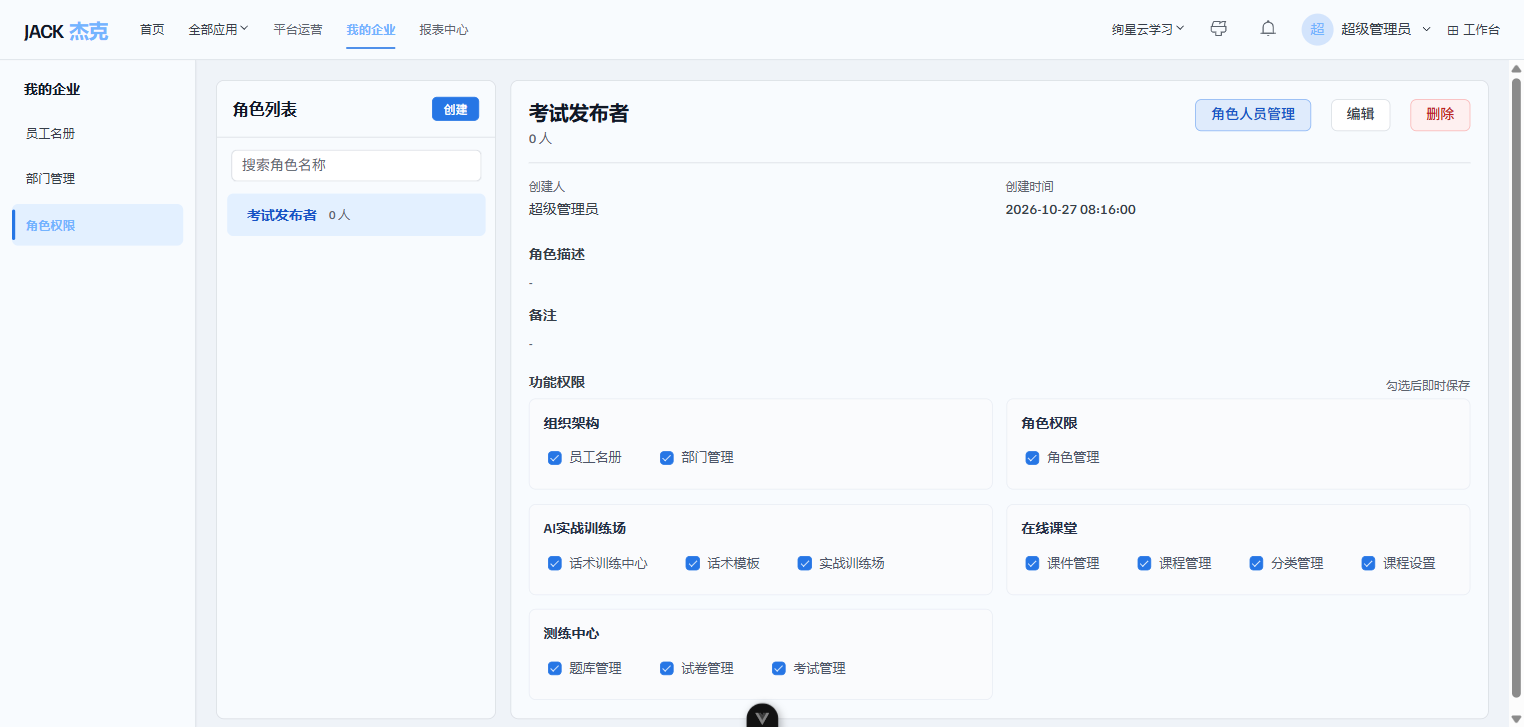 JACK 杰克 首页 全部应用 平台运营 我的企业 报表中心 绚星云学习 超 超级管理员 工作台
我的企业
员工名册
部门管理
角色权限
角色列表 创建
搜索角色名称
考试发布者 0 人
考试发布者 角色人员管理 编辑 删除
0 人
创建人 创建时间
超级管理员 2026-10-27 08:16:00
角色描述
-
备注
-
功能权限 勾选后即时保存
组织架构 角色权限
员工名册 部门管理 角色管理
AI实战训练场 在线课堂
话术训练中心 话术模板 实战训练场 课件管理 课程管理 分类管理 课程设置
测练中心
题库管理 试卷管理 考试管理